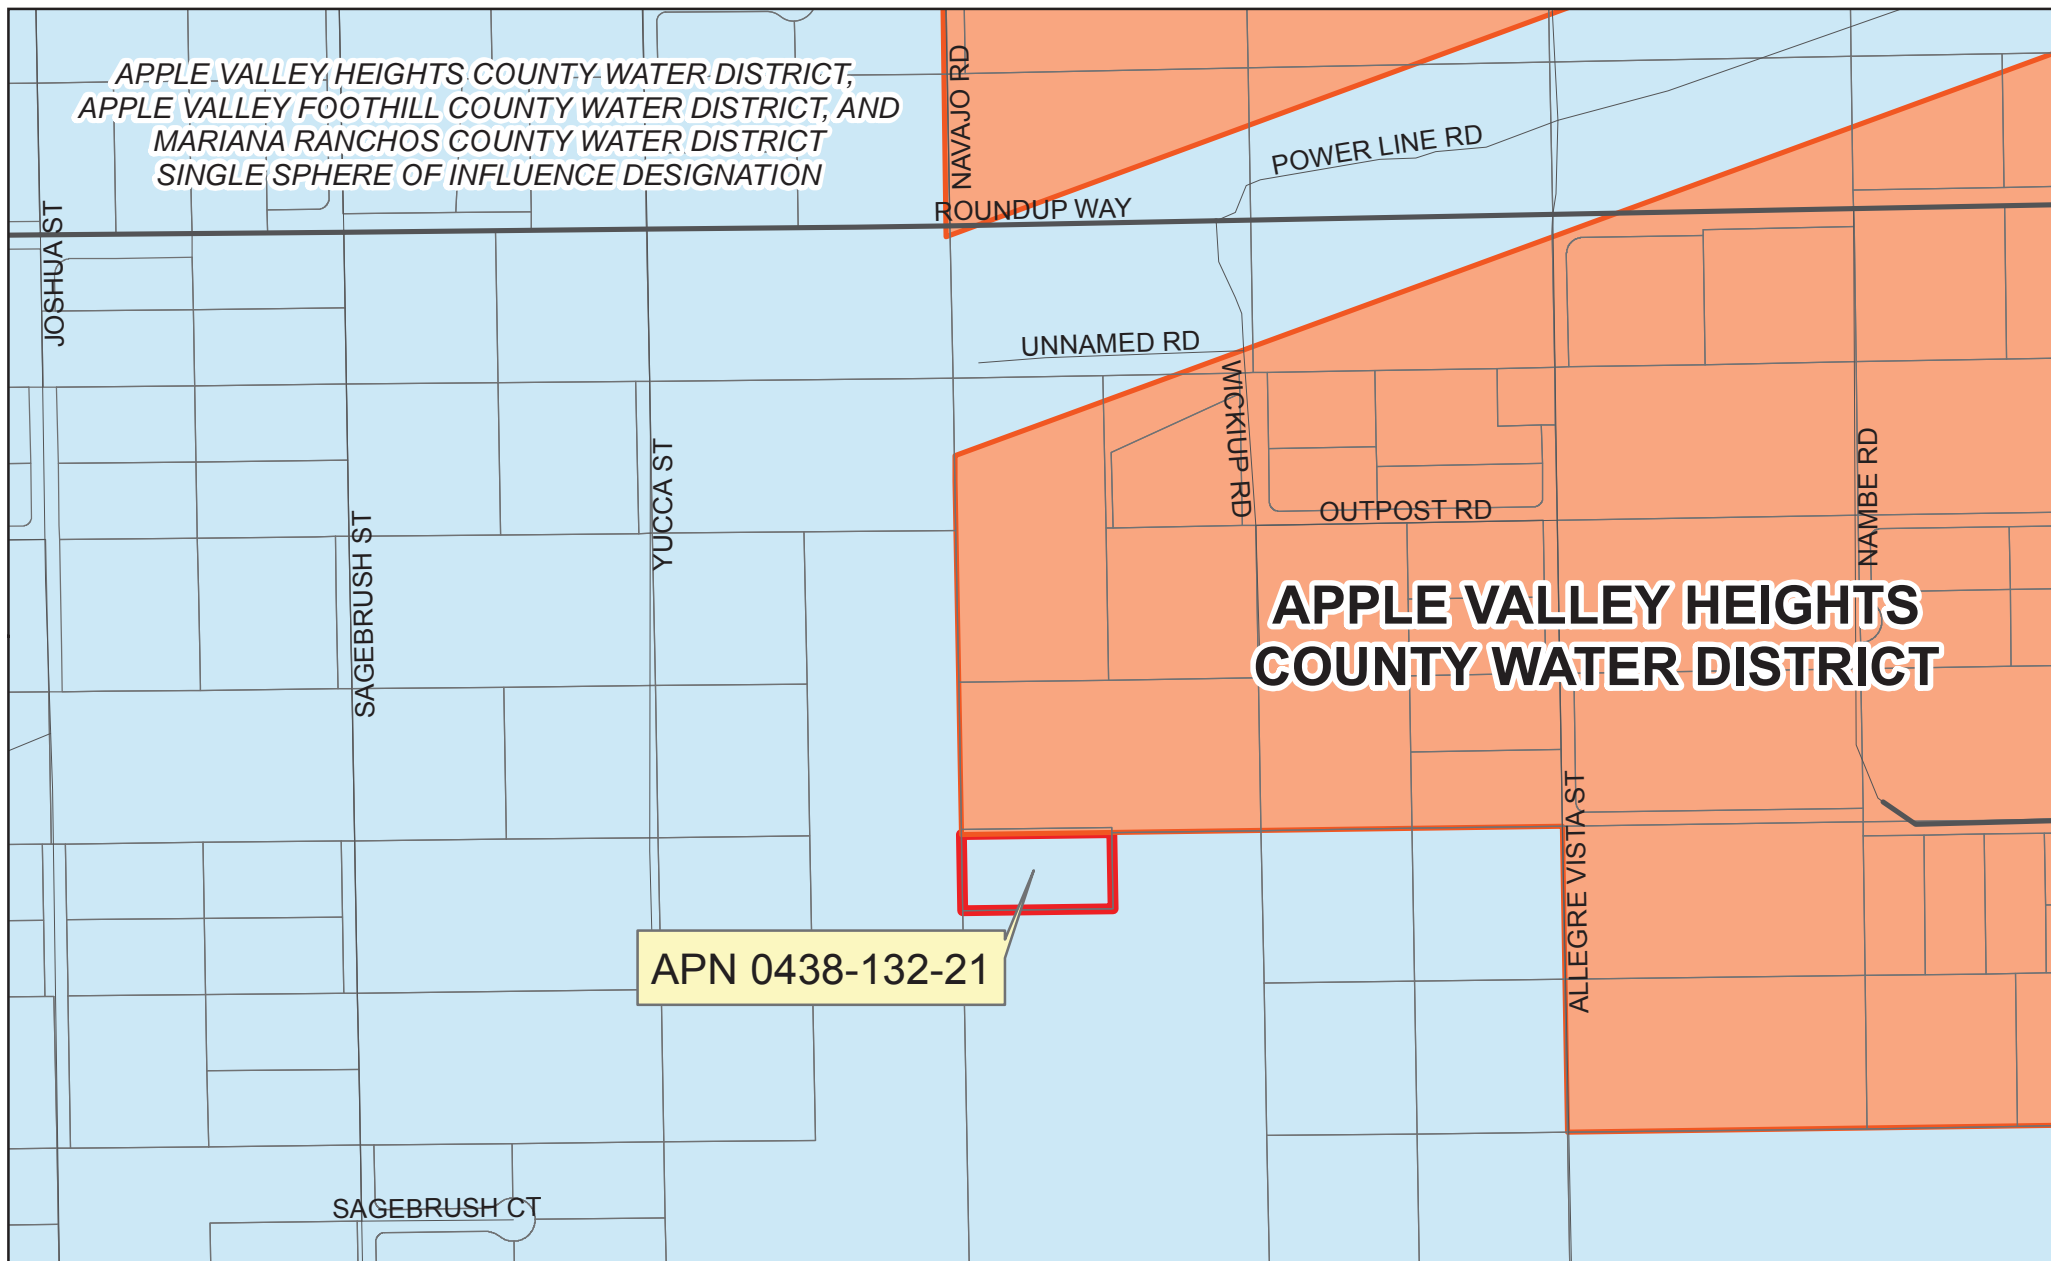 APPLE VALLEY HEIGHTS COUNTY WATER DISTRICT,
APPLE VALLEY FOOTHILL COUNTY WATER DISTRICT, AND
MARIANA RANCHOS COUNTY WATER DISTRICT
SINGLE SPHERE OF INFLUENCE DESIGNATION
NAVAJO RD
POWER LINE RD
ROUNDUP WAY
JOSHUA ST
UNNAMED RD
WICKIUP RD
YUCCA ST
SAGEBRUSH ST
OUTPOST RD
NAMBE RD
APPLE VALLEY HEIGHTS
COUNTY WATER DISTRICT
ALLEGRE VISTA ST
APN 0438-132-21
SAGEBRUSH CT